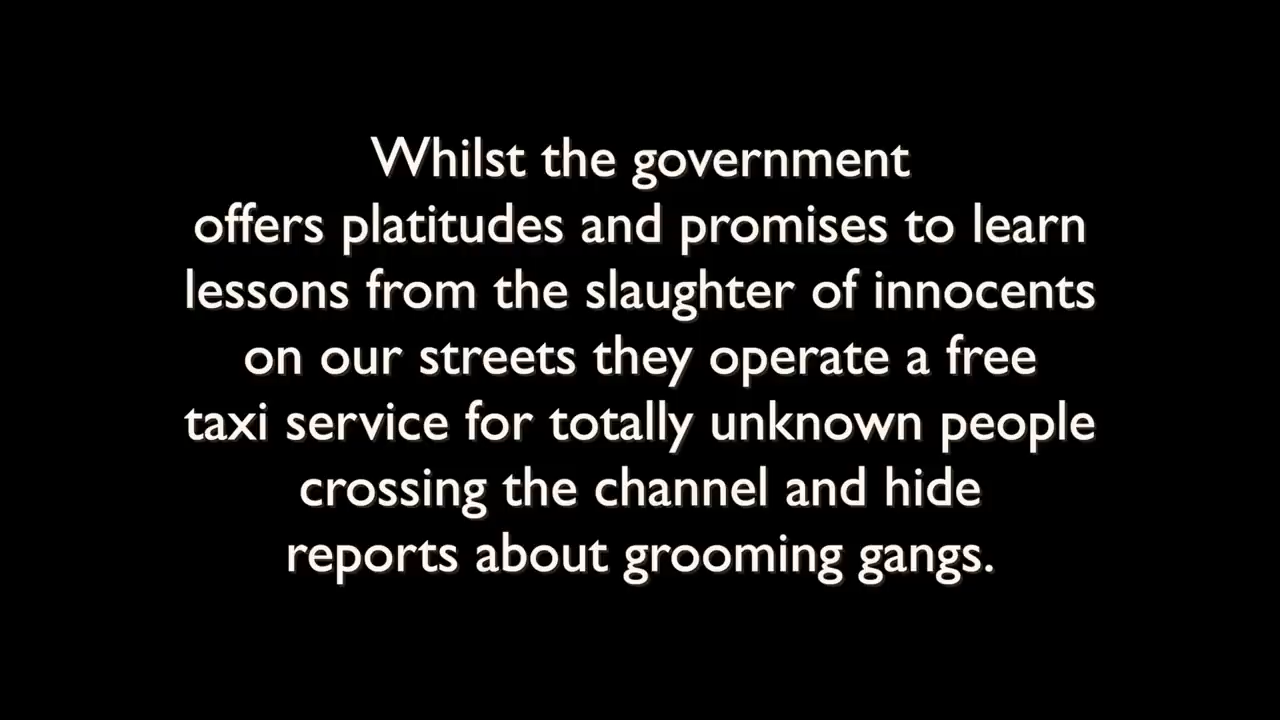 Whilst the government
offers platitudes and promises to learn
lessons from the slaughter of innocents
on our streets they operate a free
taxi service for totally unknown people
crossing the channel and hide
reports about grooming gangs.